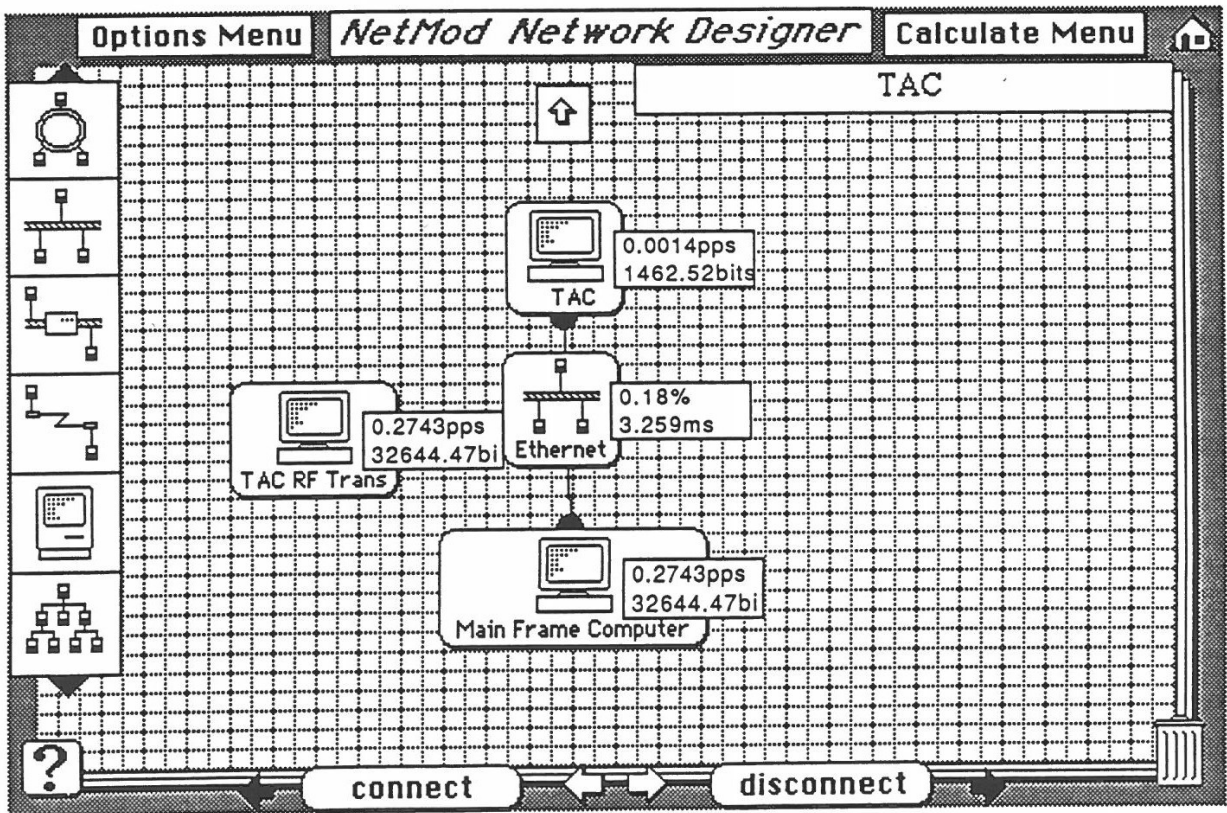 Options Menu
NetMod Network Designer
Calculate Menu
TAC
0.0014pps
1462.52bits
TAC
0.18%
3.259ms
Ethernet
0.2743pps
32644.47bi
TAC RF Trans
0.2743pps
32644.47bi
Main Frame Computer
?
connect
disconnect